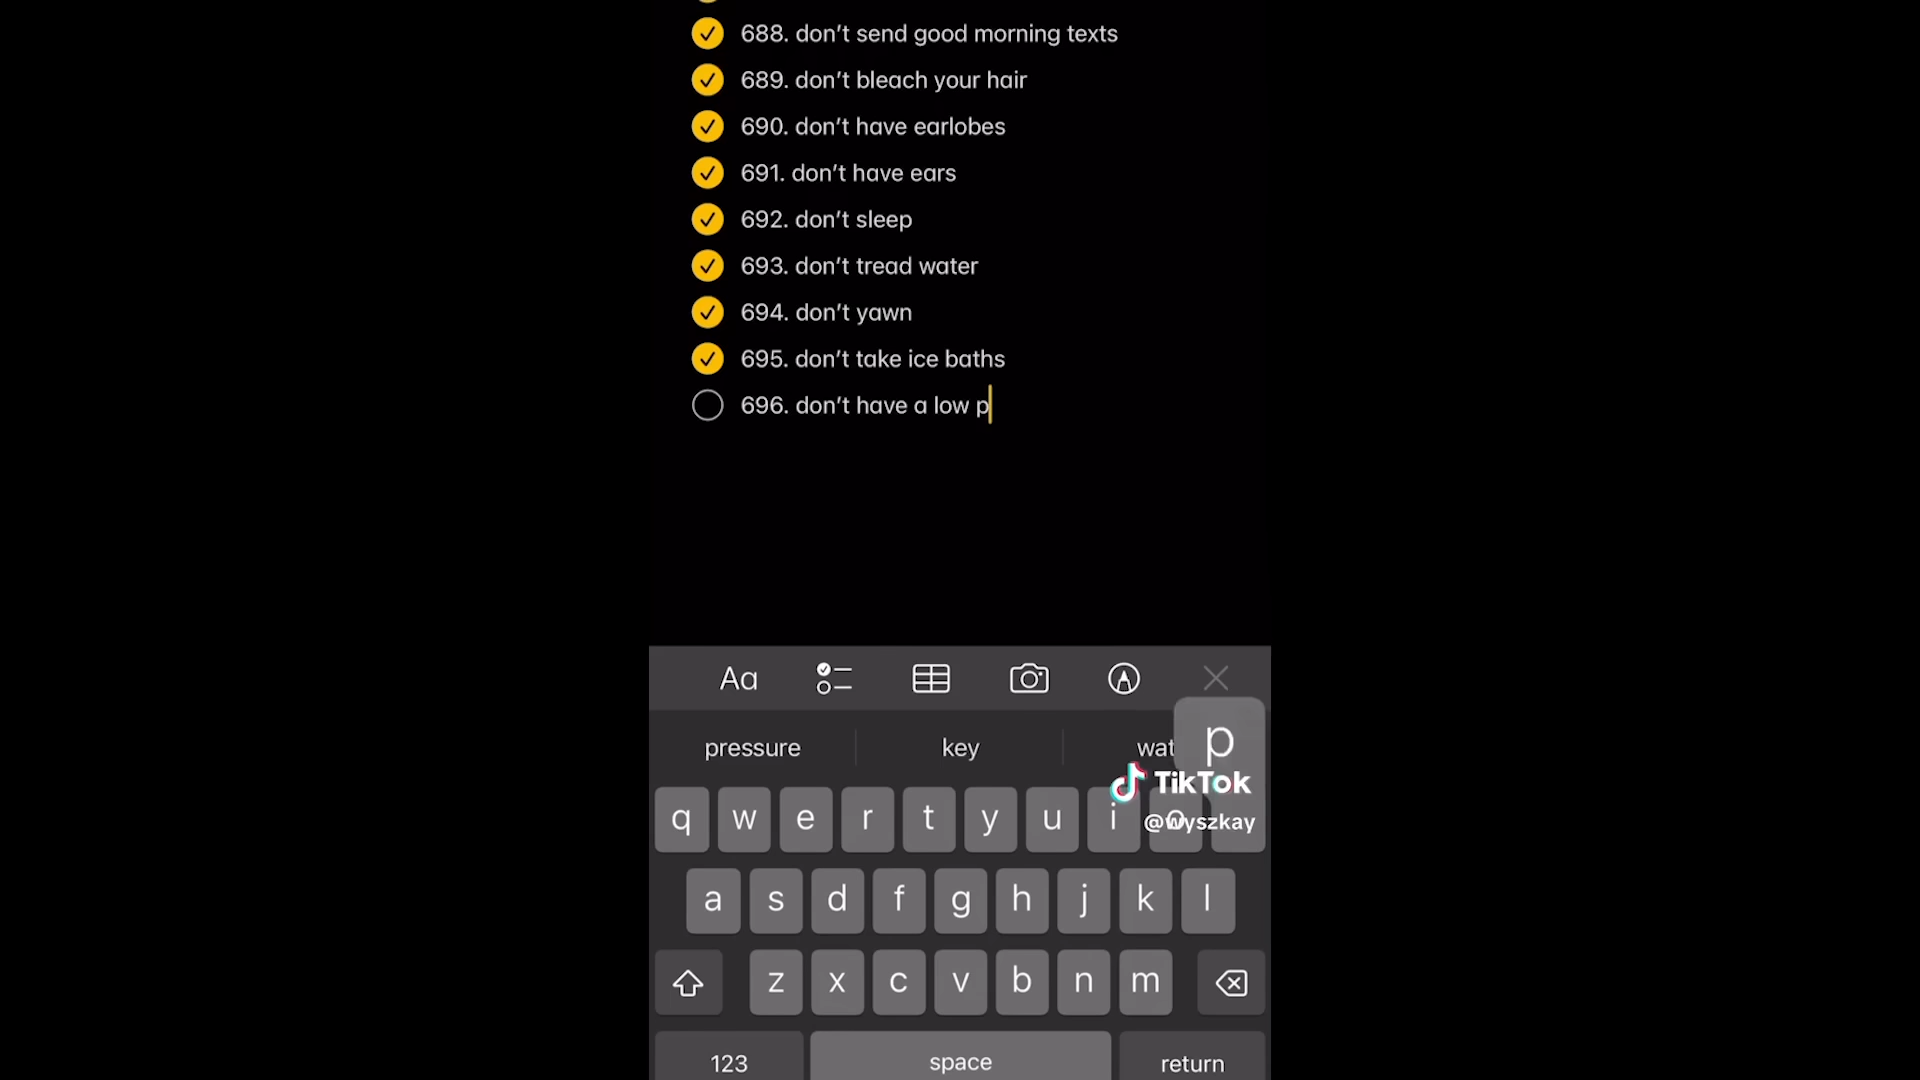 688. don't send good morning texts
689. don't bleach your hair
690. don't have earlobes
691. don't have ears
692. don't sleep
693. don't tread water
694. don't yawn
695. don't take ice baths
696. don't have a low p
Aa
pressure key wat
p
TikTok
@wyszkay
q w e r t y u i o
a s d f g h j k l
z x c v b n m
123 space return